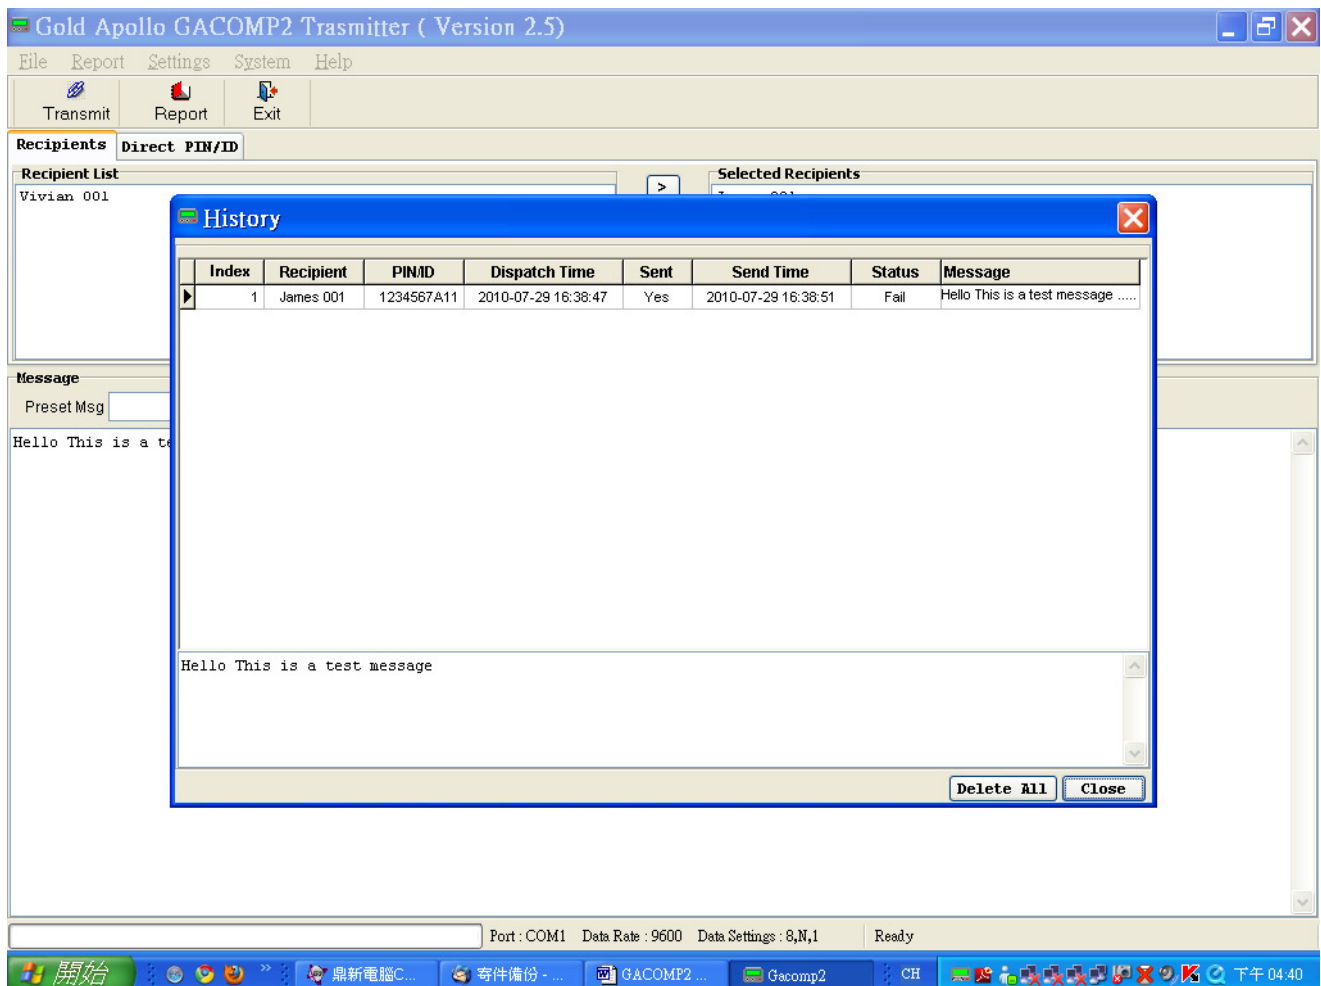 Gold Apollo GACOMP2 Trasmitter ( Version 2.5)
File Report Settings System Help
Transmit Report Exit
Recipients Direct PIN/ID
Recipient List > Selected Recipients
Vivian 001
History
Index Recipient PIN/ID Dispatch Time Sent Send Time Status Message
1 James 001 1234567A11 2010-07-29 16:38:47 Yes 2010-07-29 16:38:51 Fail Hello This is a test message .....
Message
Preset Msg
Hello This is a te
Hello This is a test message
Delete All Close
Port : COM1 Data Rate : 9600 Data Settings : 8,N,1 Ready
開始 » 鼎新電腦C... 寄件備份 - ... GACOMP2 ... Gacomp2 CH 下午 04:40